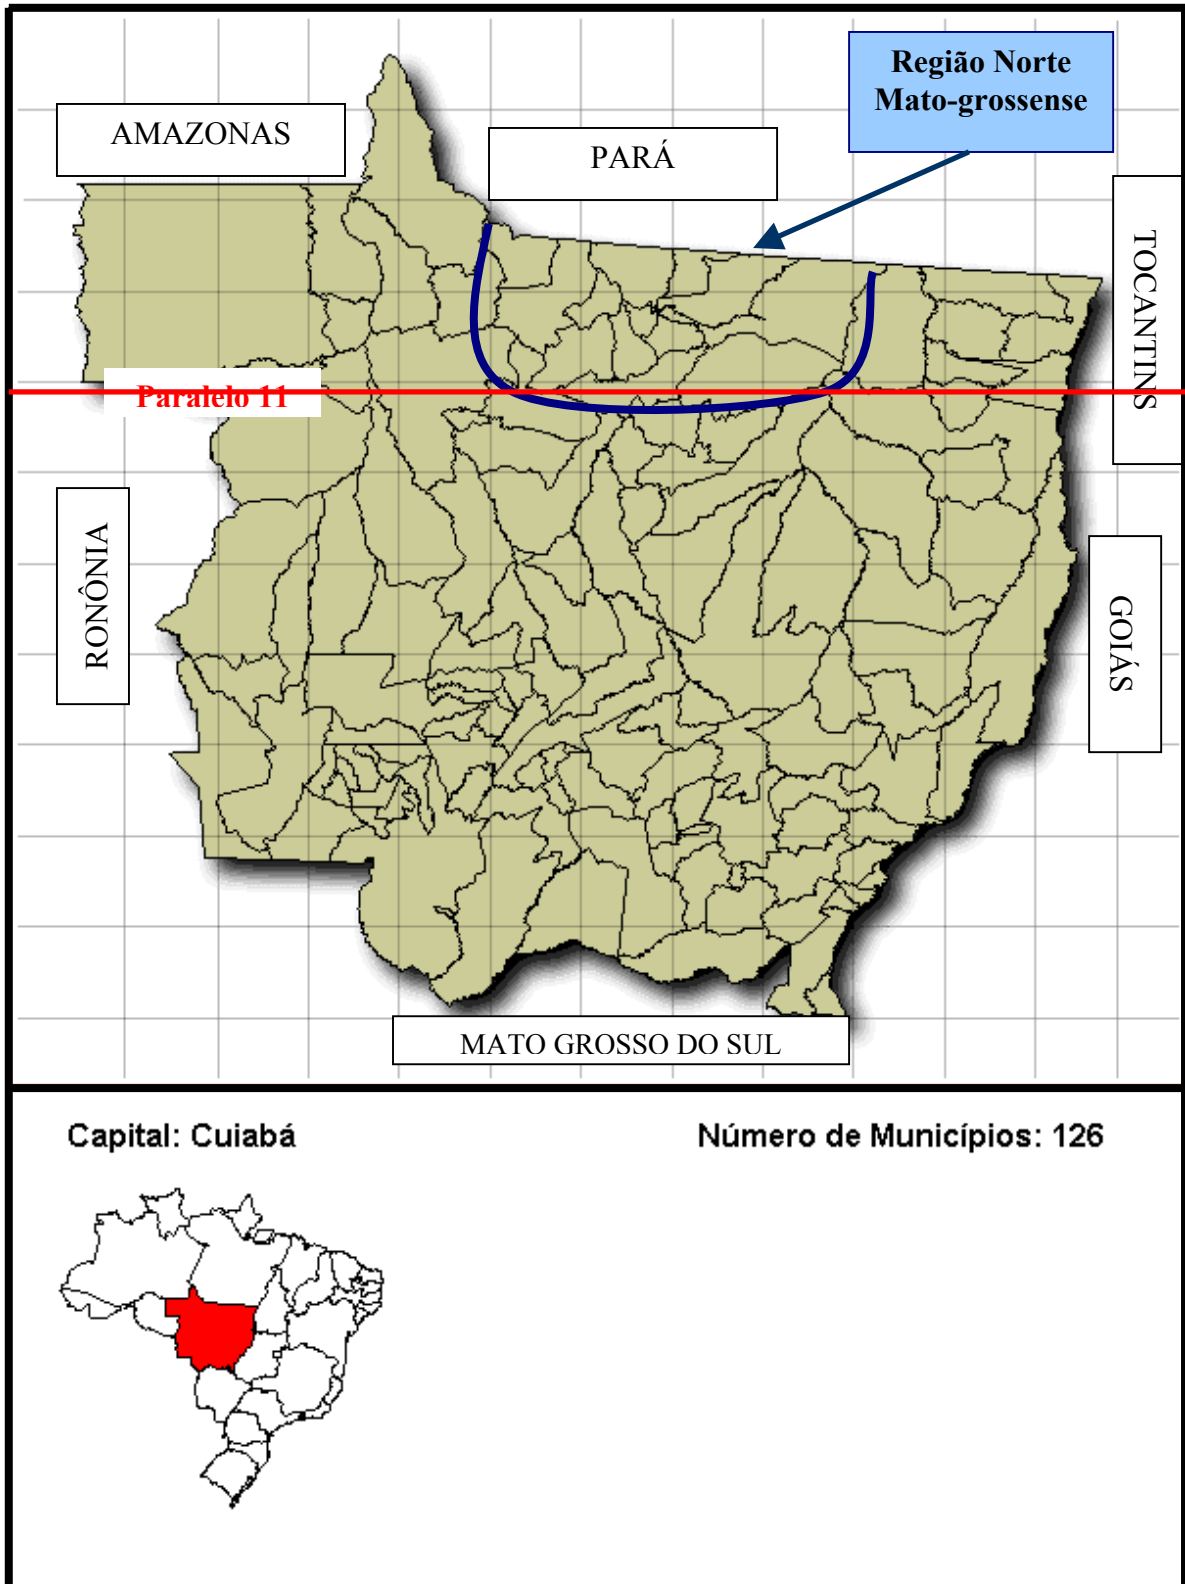 Região Norte
Mato-grossense
AMAZONAS
PARÁ
TOCANTINS
Paralelo 11
RONÔNIA
GOIÁS
MATO GROSSO DO SUL
Capital: Cuiabá
Número de Municípios: 126